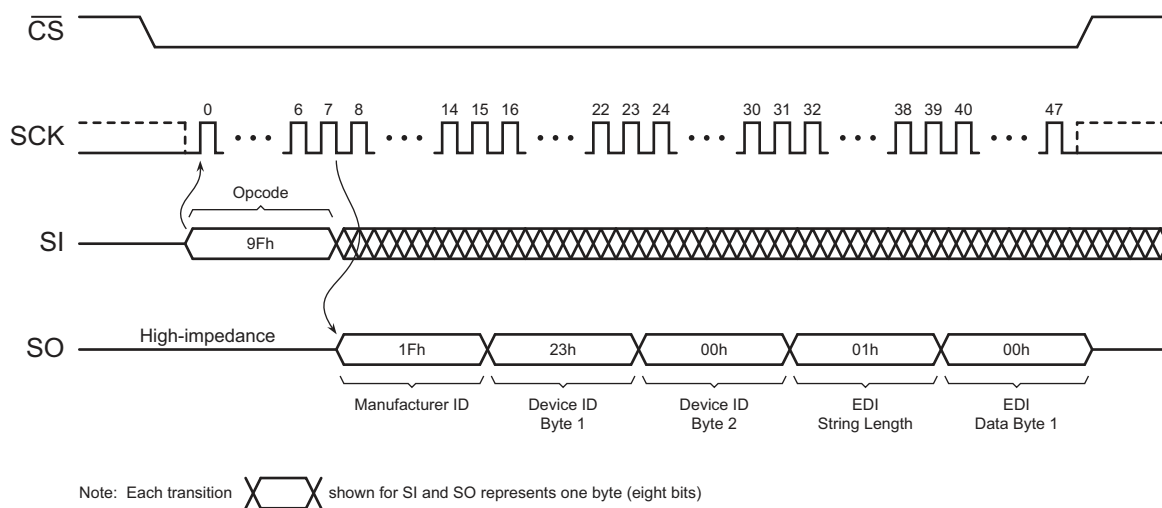 CS
0 6 7 8 14 15 16 22 23 24 30 31 32 38 39 40 47
SCK
Opcode
SI
9Fh
High-impedance
SO
1Fh 23h 00h 01h 00h
Manufacturer ID Device ID Device ID EDI EDI
Byte 1 Byte 2 String Length Data Byte 1
Note: Each transition shown for SI and SO represents one byte (eight bits)